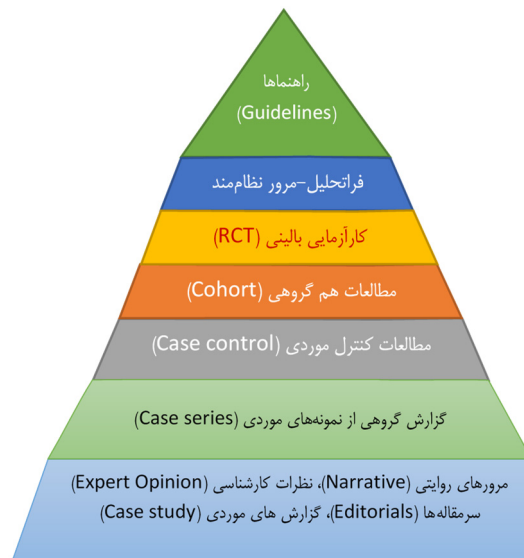 راهنماها
(Guidelines)
فراتحلیل-مرور نظام‌مند
کارآزمایی بالینی (RCT)
مطالعات هم گروهی (Cohort)
مطالعات کنترل موردی (Case control)
گزارش گروهی از نمونه‌های موردی (Case series)
مرورهای روایتی (Narrative)، نظرات کارشناسی (Expert Opinion)
سرمقاله‌ها (Editorials)، گزارش های موردی (Case study)